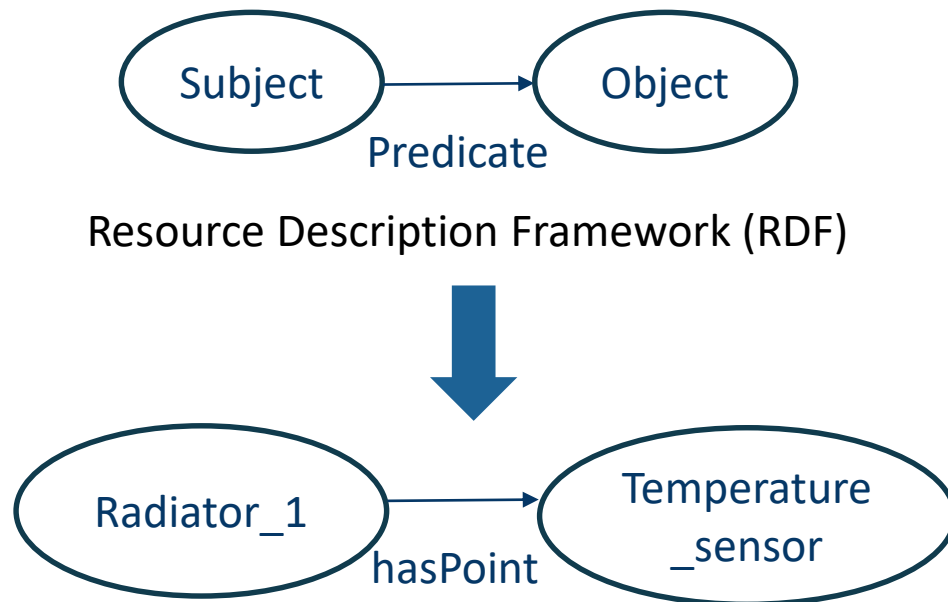 Subject
Object
Predicate
Resource Description Framework (RDF)
Radiator_1
Temperature
_sensor
hasPoint